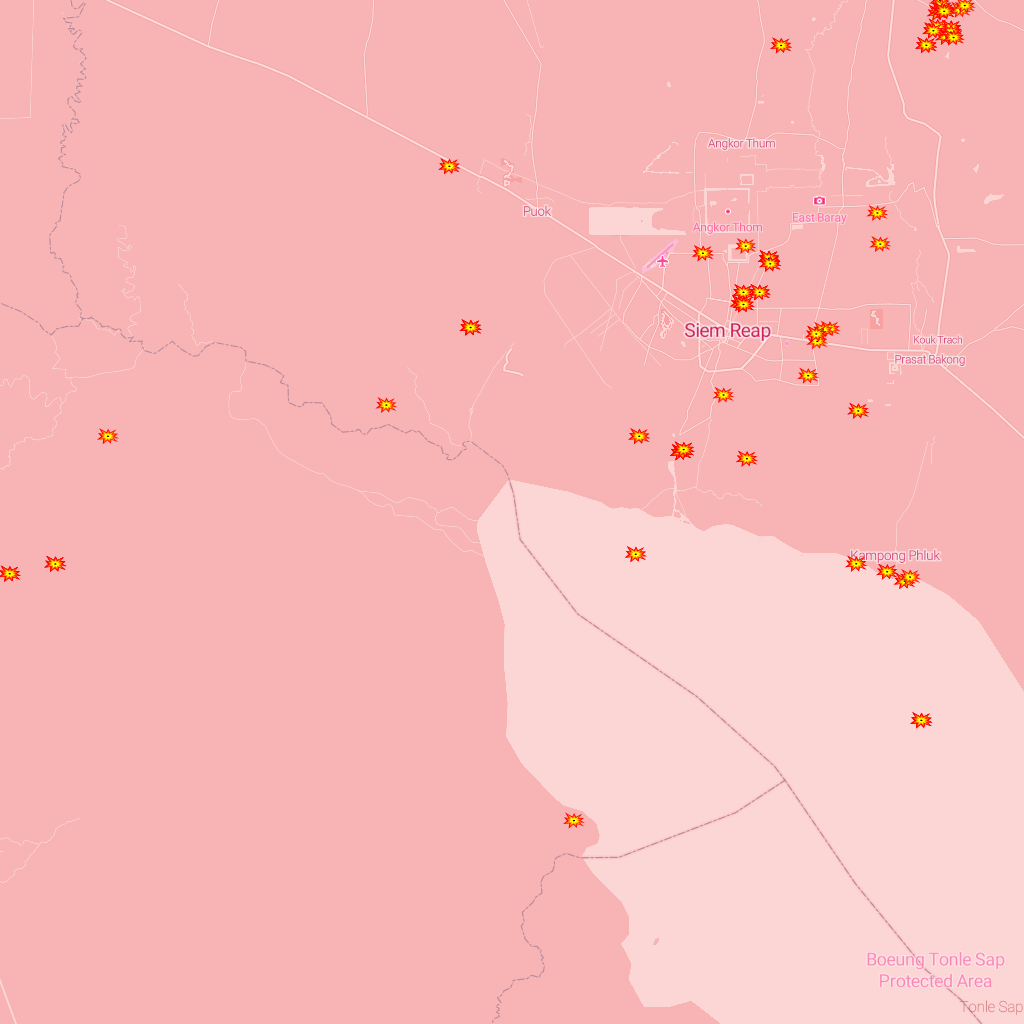 Angkor Thum
East Baray
Puok
Angkor Thom
Siem Reap
Kouk Trach
Prasat Bakong
Kampong Phluk
Boeung Tonle Sap
Protected Area
Tonle Sap